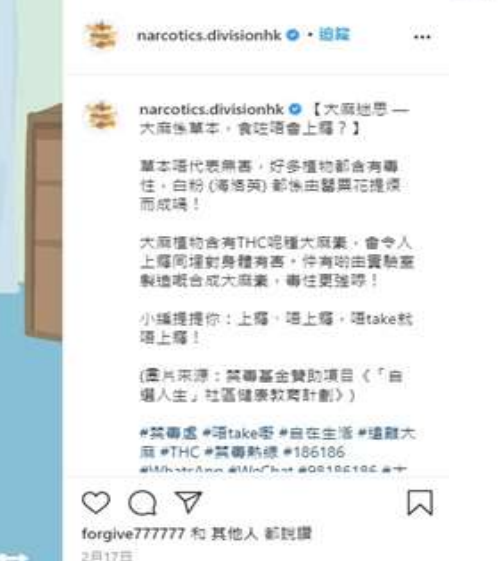 narcotics.divisionhk • 追蹤
narcotics.divisionhk 【大麻迷思 —
大麻係草本，食咗唔會上癮？】
草本唔代表無害，好多植物都含有毒
性，白粉 (海洛英) 都係由罌粟花提煉
而成㗎！
大麻植物含有THC呢種大麻素，會令人
上癮同埋對身體有害。仲有啲由實驗室
製造嘅合成大麻素，毒性更強㗎！
小編提提你：上癮，唔上癮，唔take就
唔上癮！
(圖片來源：禁毒基金贊助項目《「自
選人生」社區健康教育計劃》)
#禁毒處 #唔take嘢 #自在生活 #遠離大
麻 #THC #禁毒熱線 #186186
#WhatsApp #WeChat #98186186
forgive777777 和 其他人 都說讚
2月17日